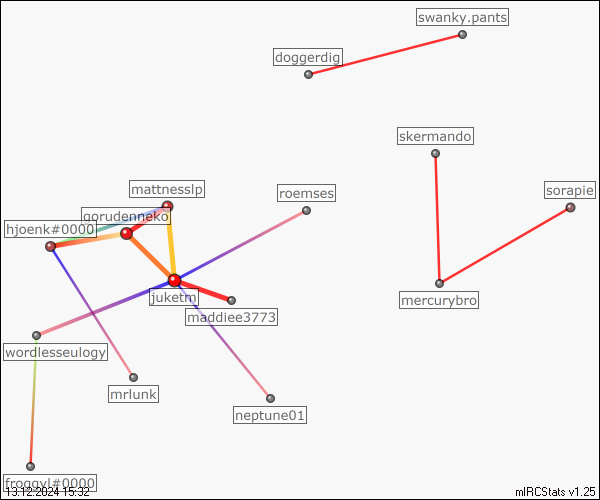 swanky.pants
doggerdig
skermando
mattnesslp
roemses
sorapie
gorudenneko
hjoenk#0000
juketm
mercurybro
maddiee3773
wordlesseulogy
mrlunk
neptune01
froggyl#0000
13.12.2024 15:32
mIRCStats v1.25